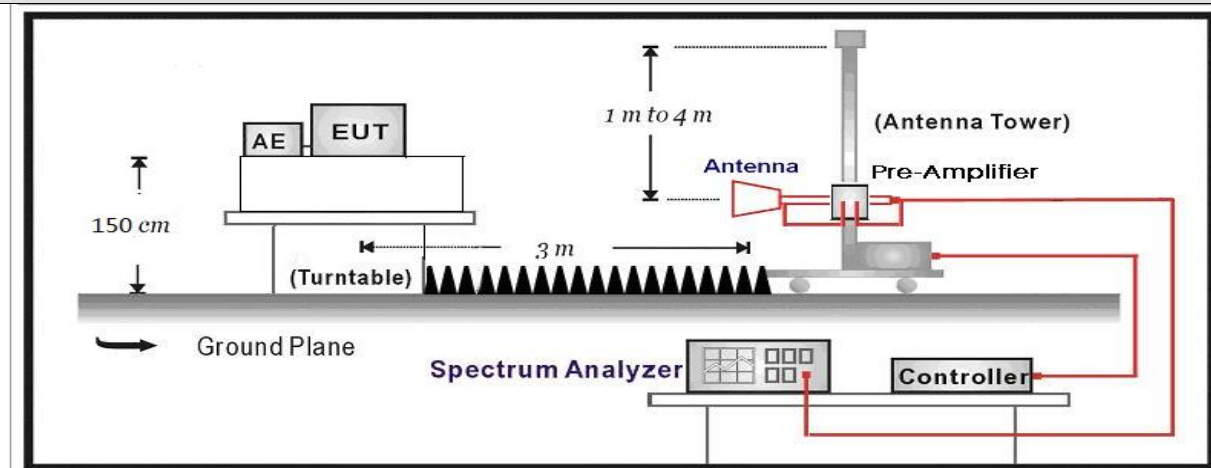 1 m to 4 m
(Antenna Tower)
AE
EUT
Antenna
Pre-Amplifier
150 cm
3 m
(Turntable)
Ground Plane
Spectrum Analyzer
Controller